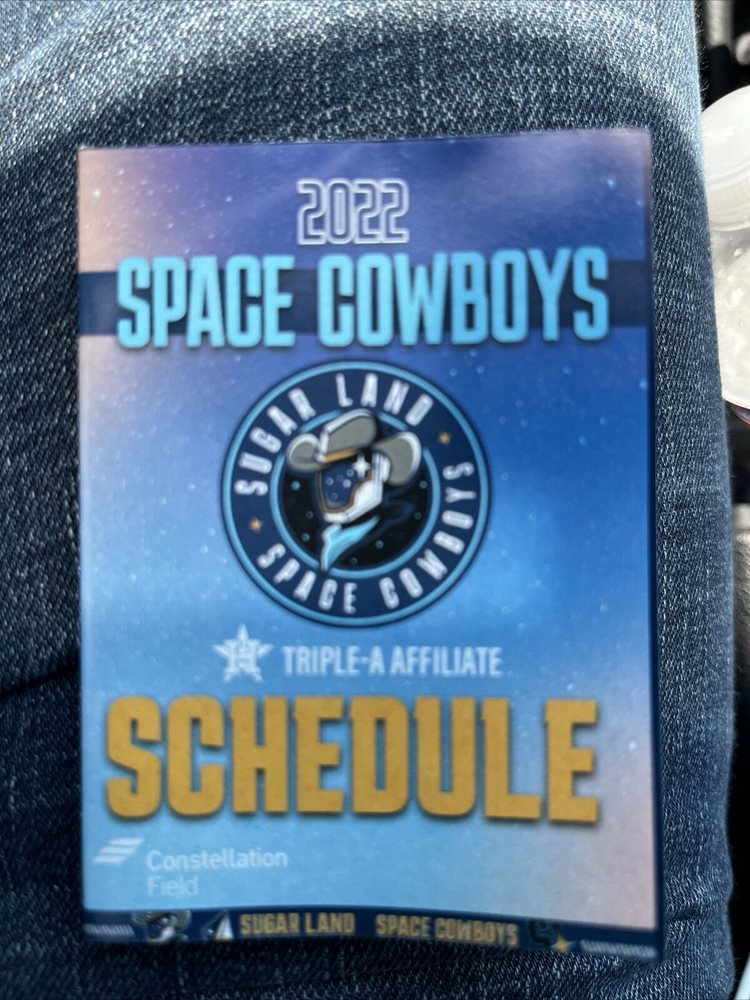 2022
SPACE COWBOYS
SUGAR LAND
SPACE COWBOYS
H TRIPLE-A AFFILIATE
SCHEDULE
Constellation
Field
SUGAR LAND SPACE COWBOYS